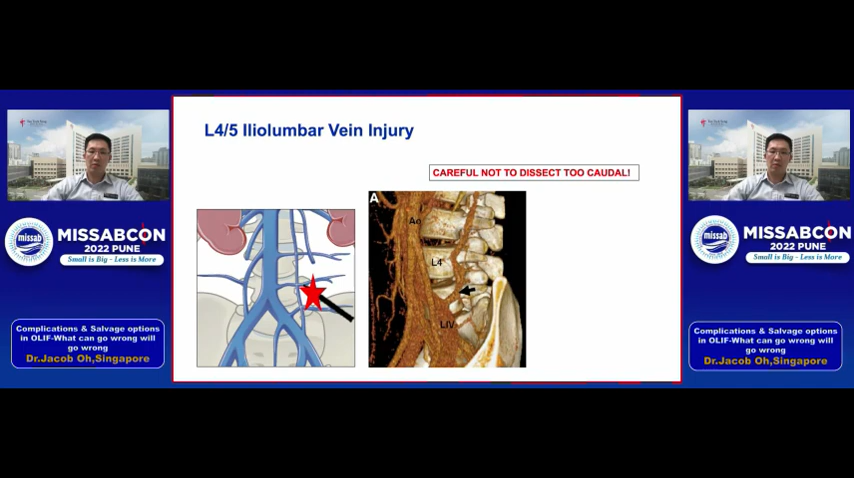 L4/5 Iliolumbar Vein Injury
CAREFUL NOT TO DISSECT TOO CAUDAL!
A
Ao
L4
LIV
missab
MISSABCON
2022 PUNE
Small is Big - Less is More
Complications & Salvage options
in OLIF-What can go wrong will
go wrong
Dr.Jacob Oh,Singapore
missab
MISSABCON
2022 PUNE
Small is Big - Less is More
Complications & Salvage options
in OLIF-What can go wrong will
go wrong
Dr.Jacob Oh,Singapore